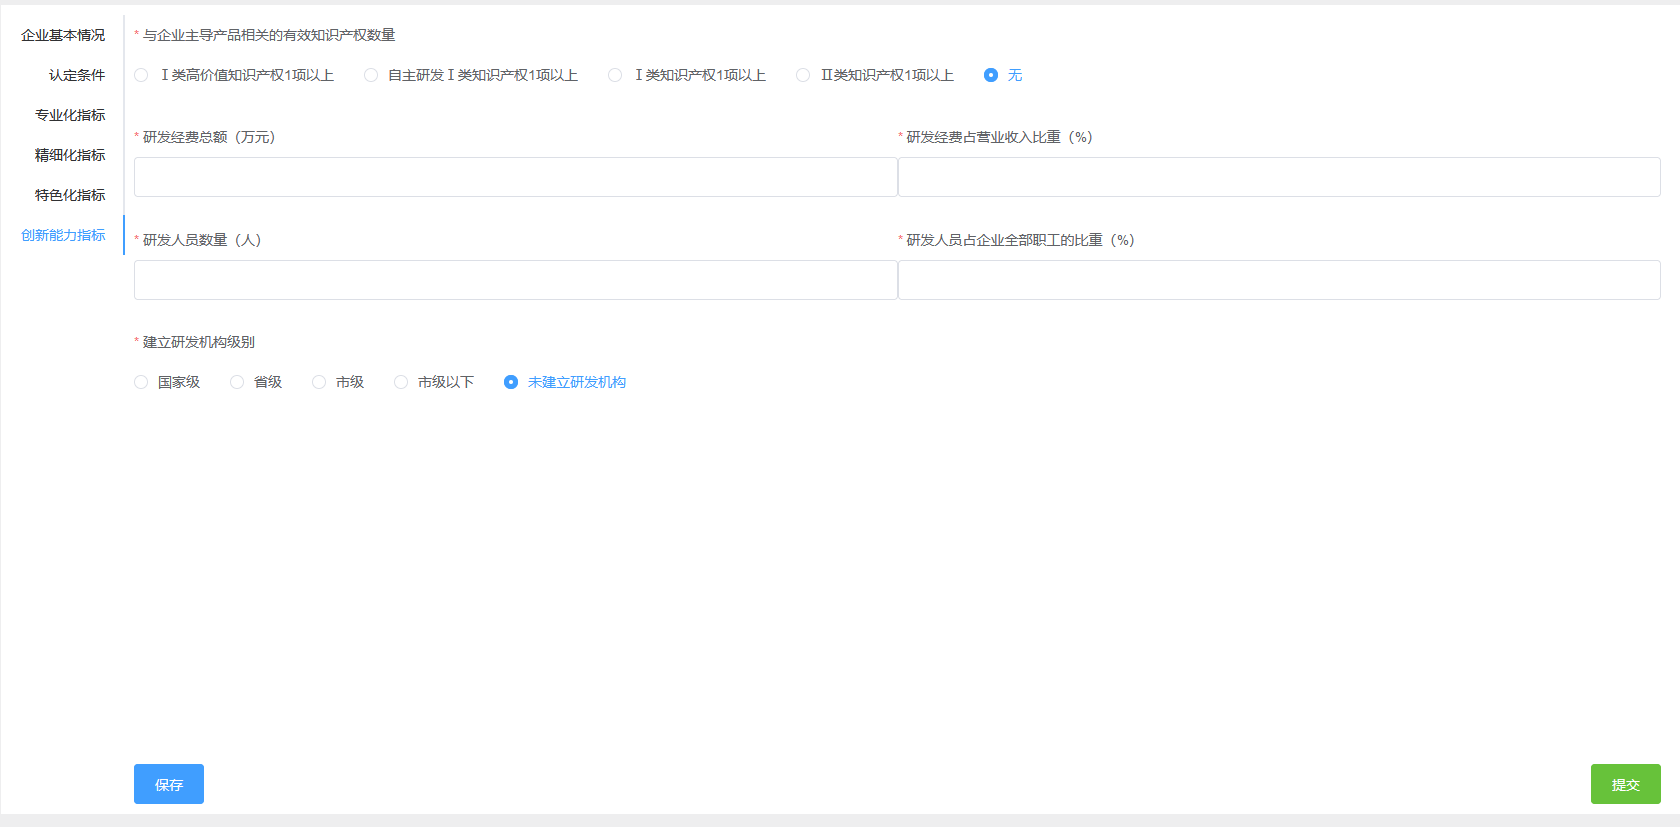 企业基本情况
认定条件
专业化指标
精细化指标
特色化指标
创新能力指标
* 与企业主导产品相关的有效知识产权数量
Ⅰ类高价值知识产权1项以上 自主研发Ⅰ类知识产权1项以上 Ⅰ类知识产权1项以上 Ⅱ类知识产权1项以上 无
* 研发经费总额（万元） * 研发经费占营业收入比重（%）
* 研发人员数量（人） * 研发人员占企业全部职工的比重（%）
* 建立研发机构级别
国家级 省级 市级 市级以下 未建立研发机构
保存 提交